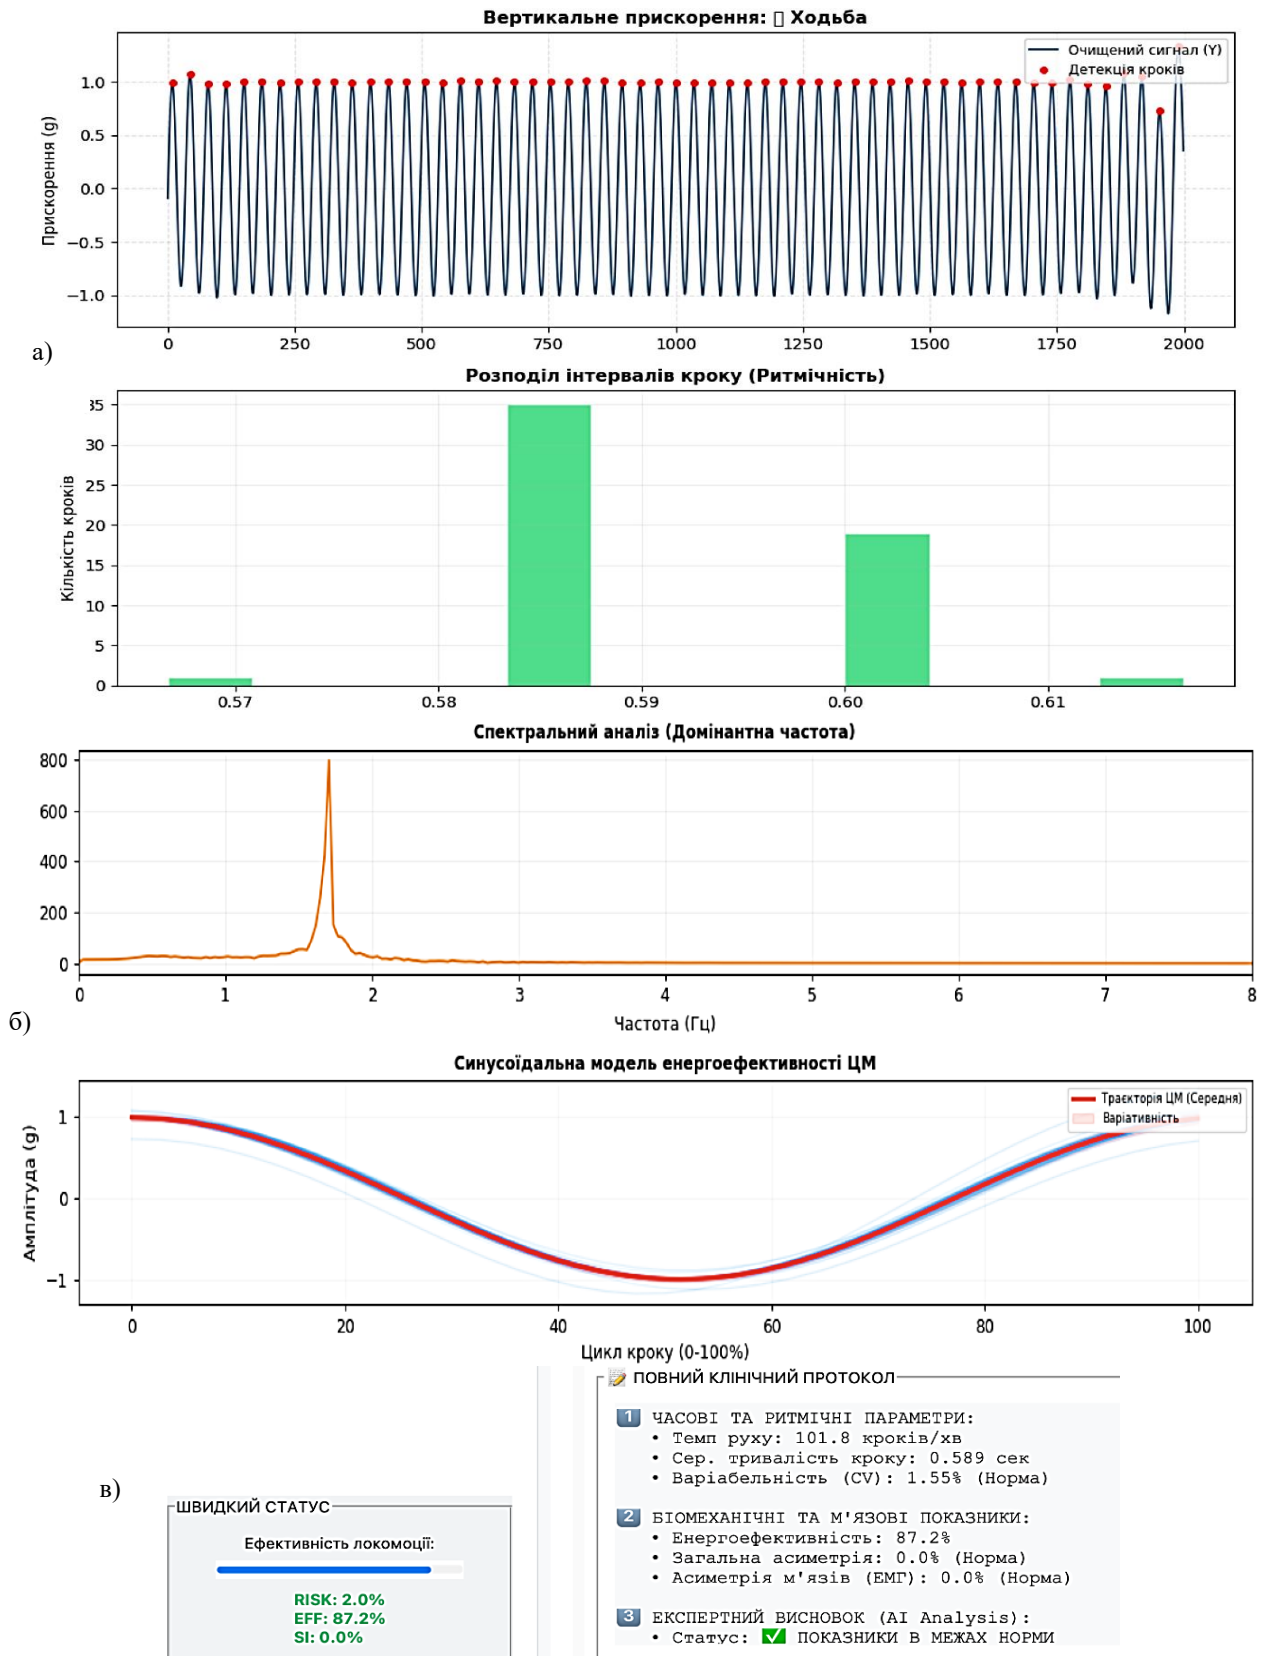 Вертикальне прискорення: ▯ Ходьба
Очищений сигнал (Y)
Детекція кроків
Прискорення (g)
1.0
0.5
0.0
−0.5
−1.0
0 250 500 750 1000 1250 1500 1750 2000
а)
Розподіл інтервалів кроку (Ритмічність)
Кількість кроків
35
30
25
20
15
10
5
0
0.57 0.58 0.59 0.60 0.61
Спектральний аналіз (Домінантна частота)
800
600
400
200
0
0 1 2 3 4 5 6 7 8
Частота (Гц)
б)
Синусоїдальна модель енергоефективності ЦМ
Траєкторія ЦМ (Середня)
Варіативність
Амплітуда (g)
1
0
−1
0 20 40 60 80 100
Цикл кроку (0-100%)
в)
ШВИДКИЙ СТАТУС
Ефективність локомоції:
RISK: 2.0%
EFF: 87.2%
SI: 0.0%
📝 ПОВНИЙ КЛІНІЧНИЙ ПРОТОКОЛ
1️⃣ ЧАСОВІ ТА РИТМІЧНІ ПАРАМЕТРИ:
• Темп руху: 101.8 кроків/хв
• Сер. тривалість кроку: 0.589 сек
• Варіабельність (CV): 1.55% (Норма)
2️⃣ БІОМЕХАНІЧНІ ТА М'ЯЗОВІ ПОКАЗНИКИ:
• Енергоефективність: 87.2%
• Загальна асиметрія: 0.0% (Норма)
• Асиметрія м'язів (ЕМГ): 0.0% (Норма)
3️⃣ ЕКСПЕРТНИЙ ВИСНОВОК (AI Analysis):
• Статус: ✅ ПОКАЗНИКИ В МЕЖАХ НОРМИ